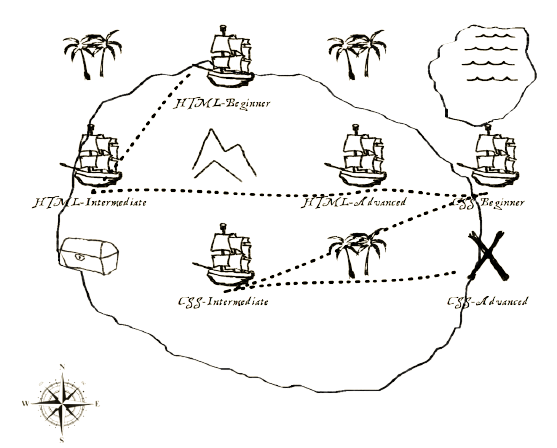 HTML-Beginner
HTML-Intermediate
HTML-Advanced
CSS-Beginner
CSS-Intermediate
CSS-Advanced
N
W E
S